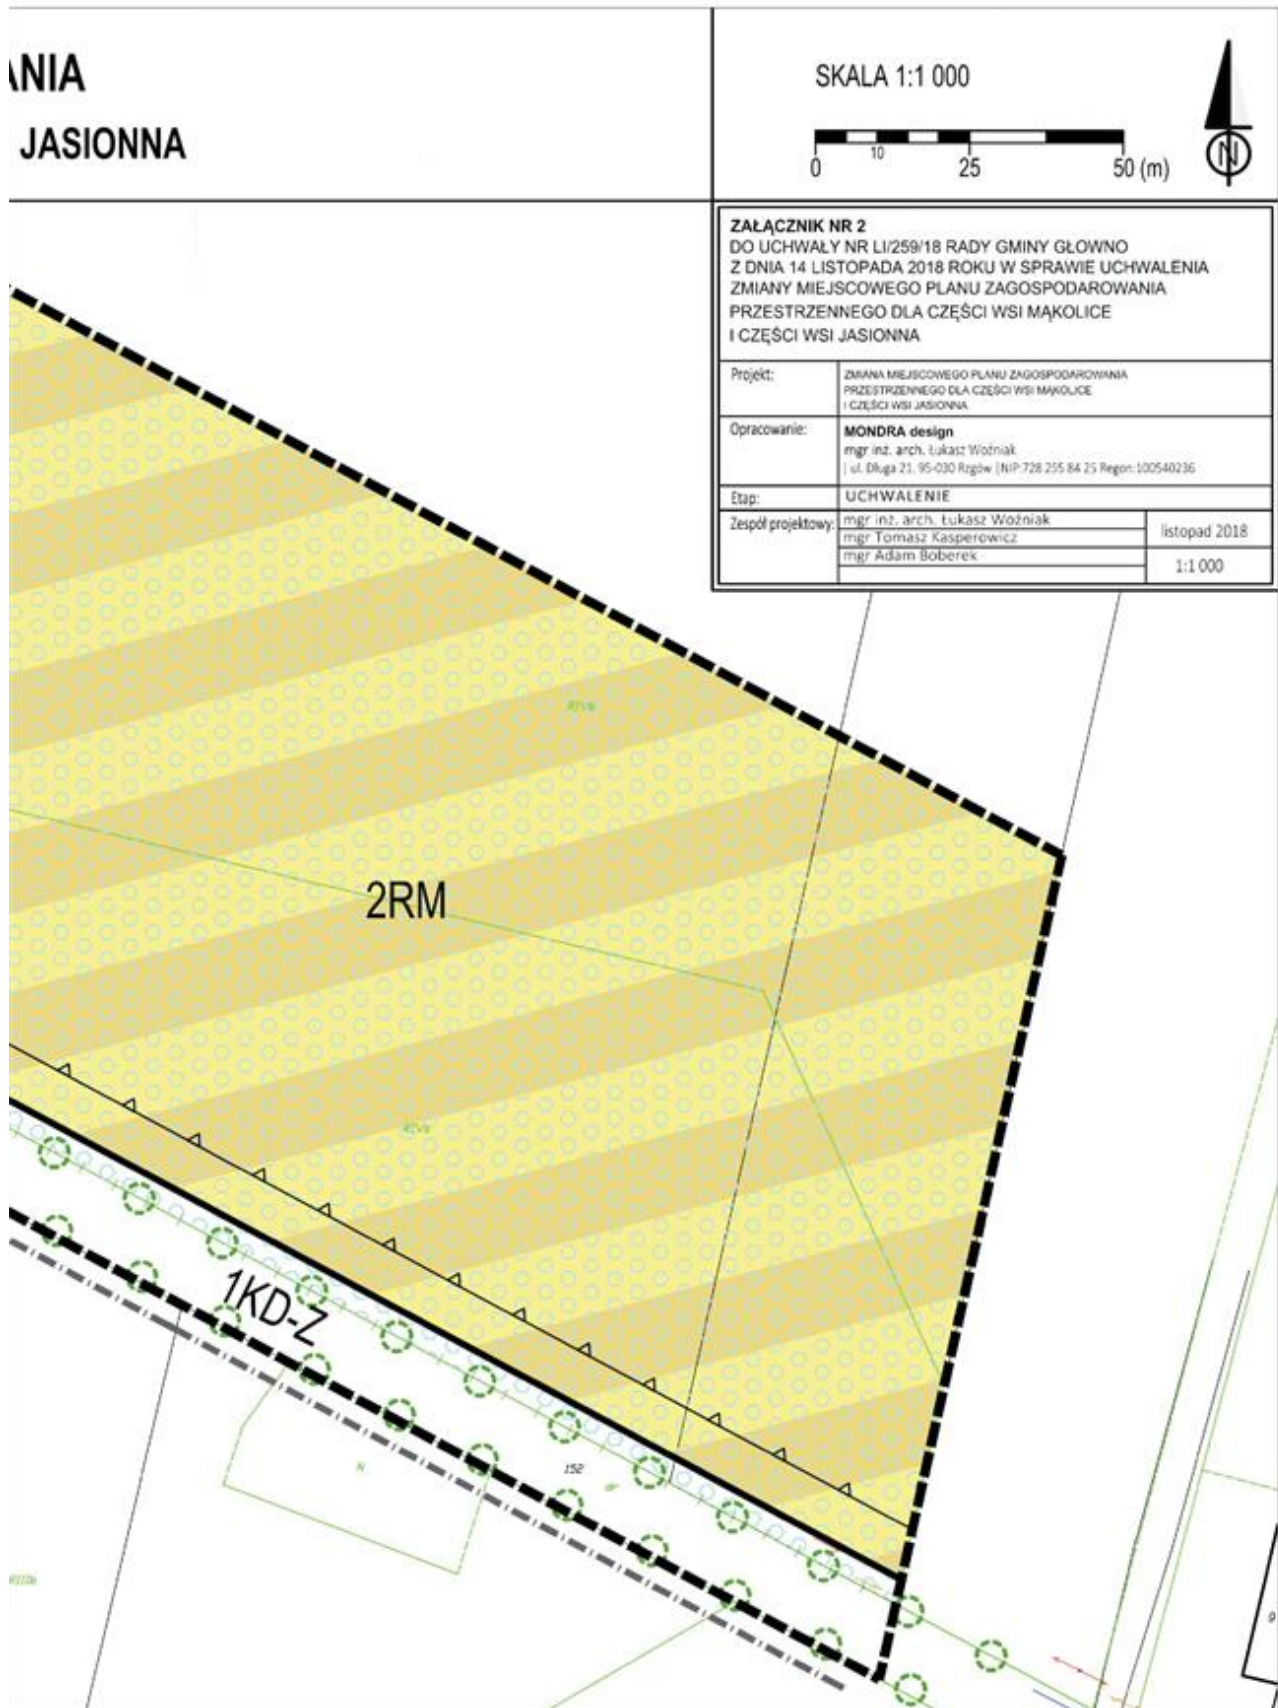 ANIA
JASIONNA
SKALA 1:1 000
0 10 25 50 (m)
N
ZAŁĄCZNIK NR 2
DO UCHWAŁY NR LI/259/18 RADY GMINY GŁOWNO
Z DNIA 14 LISTOPADA 2018 ROKU W SPRAWIE UCHWALENIA
ZMIANY MIEJSCOWEGO PLANU ZAGOSPODAROWANIA
PRZESTRZENNEGO DLA CZĘŚCI WSI MĄKOLICE
I CZĘŚCI WSI JASIONNA
Projekt:
ZMIANA MIEJSCOWEGO PLANU ZAGOSPODAROWANIA
PRZESTRZENNEGO DLA CZĘŚCI WSI MĄKOLICE
I CZĘŚCI WSI JASIONNA
Opracowanie:
MONDRA design
mgr inż. arch. Łukasz Woźniak
| ul. Długa 21, 95-030 Rzgów | NIP:728 255 84 25 Regon:100540236
Etap:
UCHWALENIE
Zespół projektowy:
mgr inż. arch. Łukasz Woźniak
mgr Tomasz Kasperowicz
mgr Adam Boberek
listopad 2018
1:1 000
2RM
1KD-Z
152
N
9